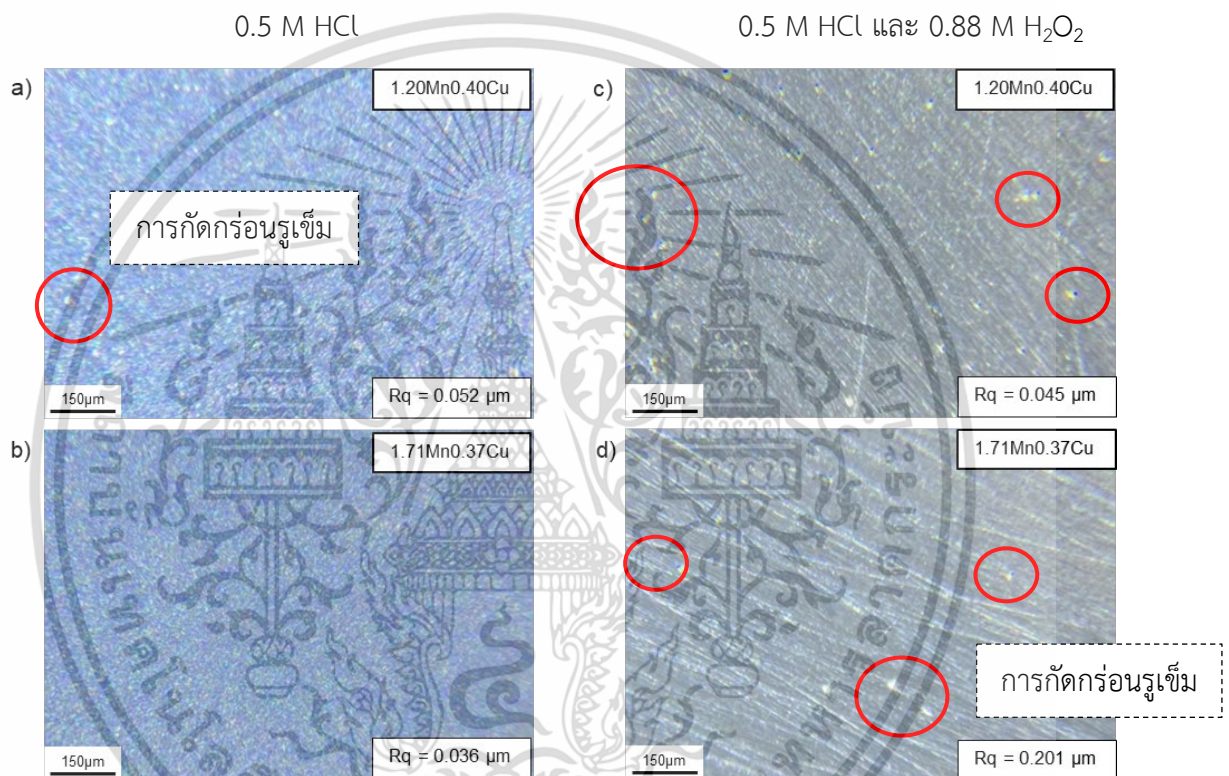 0.5 M HCl
0.5 M HCl และ 0.88 M H₂O₂
a)
1.20Mn0.40Cu
การกัดกร่อนรูเข็ม
150µm
Rq = 0.052 µm
c)
1.20Mn0.40Cu
150µm
Rq = 0.045 µm
b)
1.71Mn0.37Cu
150µm
Rq = 0.036 µm
d)
1.71Mn0.37Cu
การกัดกร่อนรูเข็ม
150µm
Rq = 0.201 µm